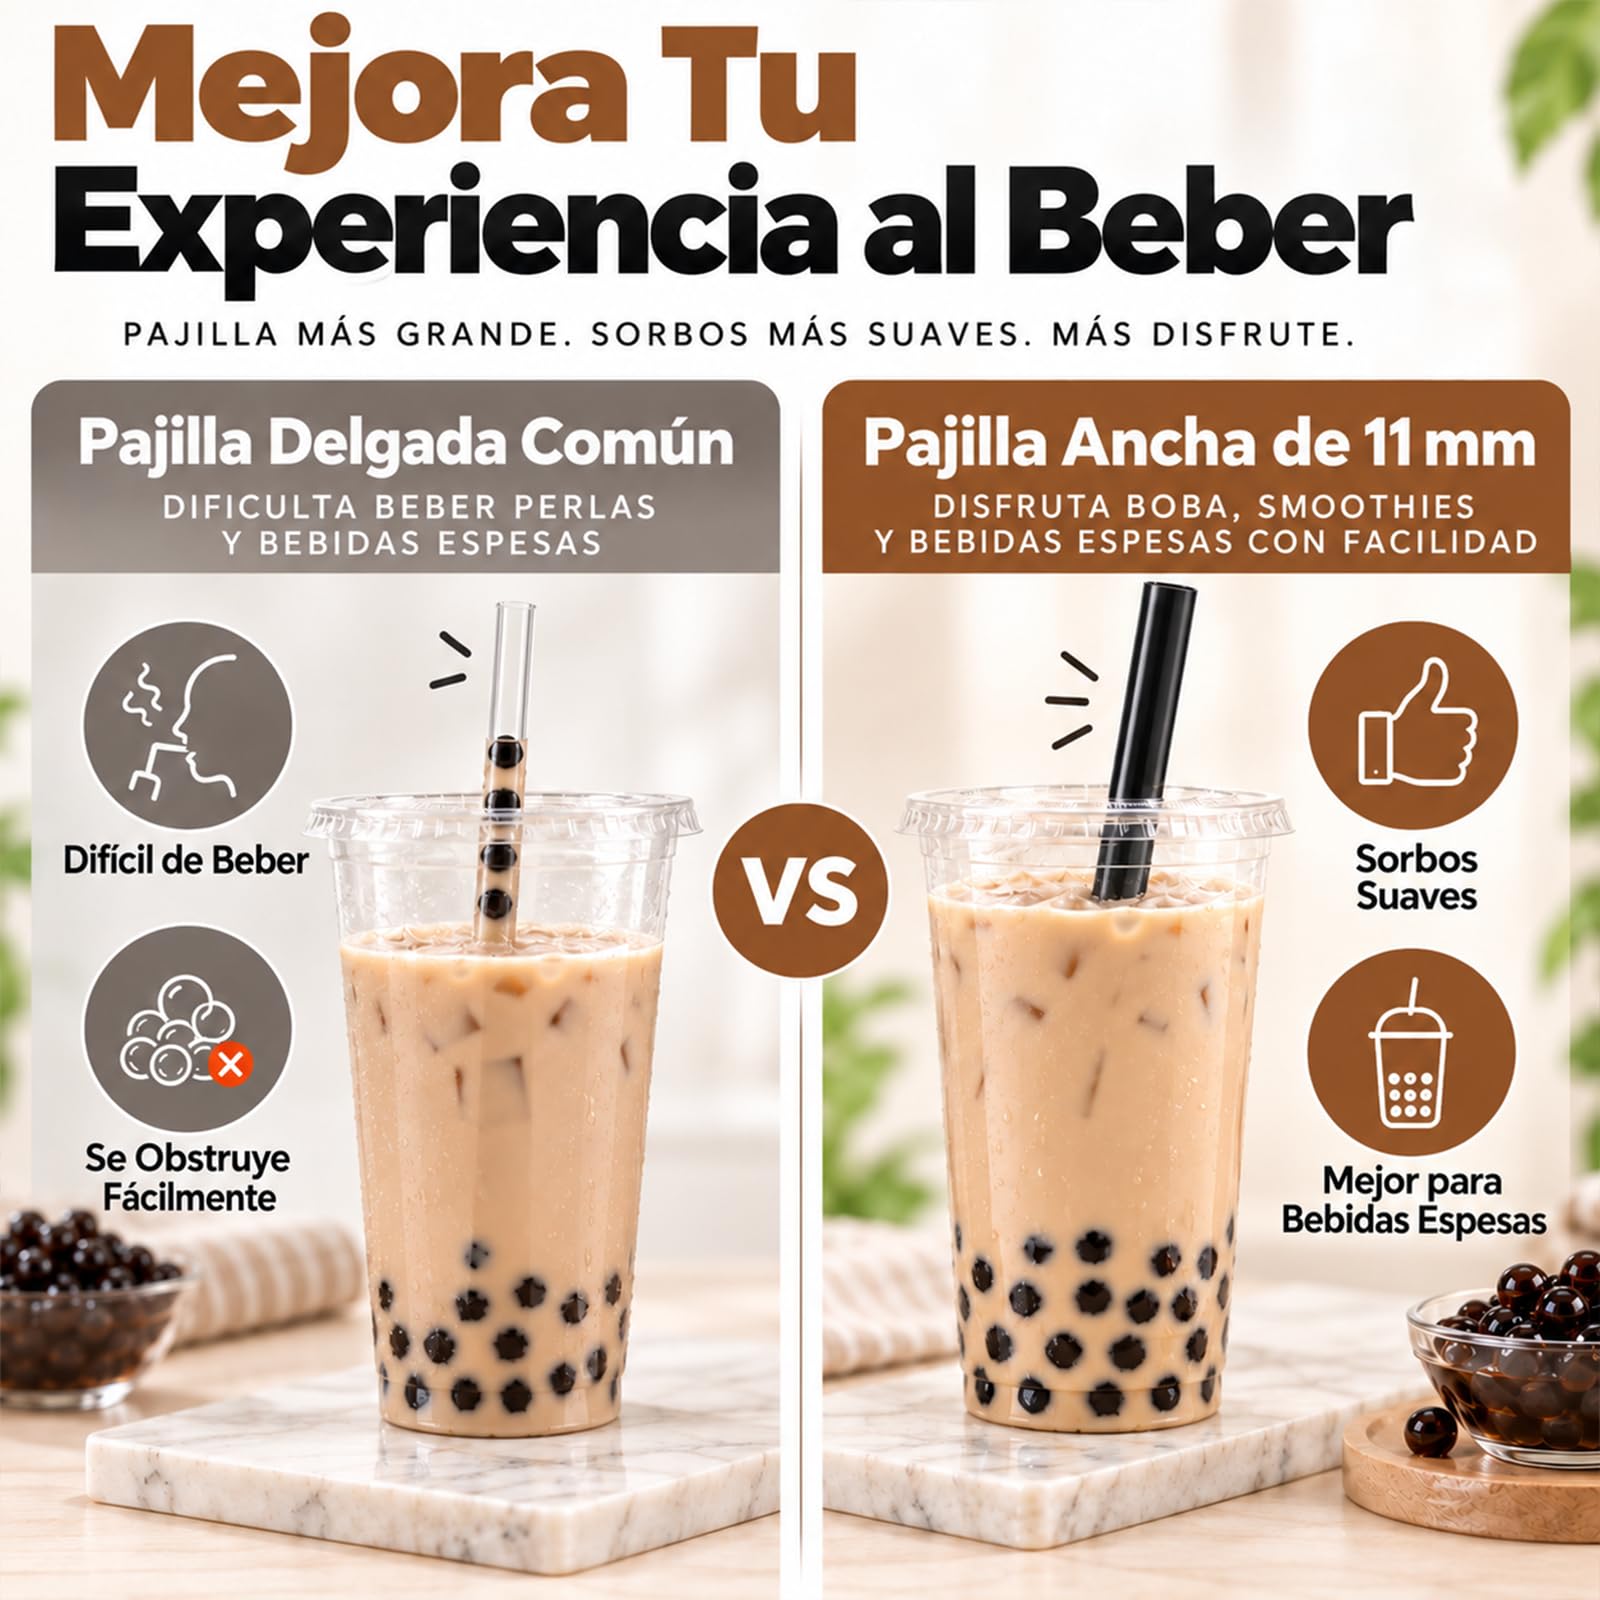 Mejora Tu
Experiencia al Beber
PAJILLA MÁS GRANDE. SORBOS MÁS SUAVES. MÁS DISFRUTE.
Pajilla Delgada Común
DIFICULTA BEBER PERLAS
Y BEBIDAS ESPESAS
Difícil de Beber
Se Obstruye
Fácilmente
VS
Pajilla Ancha de 11 mm
DISFRUTA BOBA, SMOOTHIES
Y BEBIDAS ESPESAS CON FACILIDAD
Sorbos
Suaves
Mejor para
Bebidas Espesas